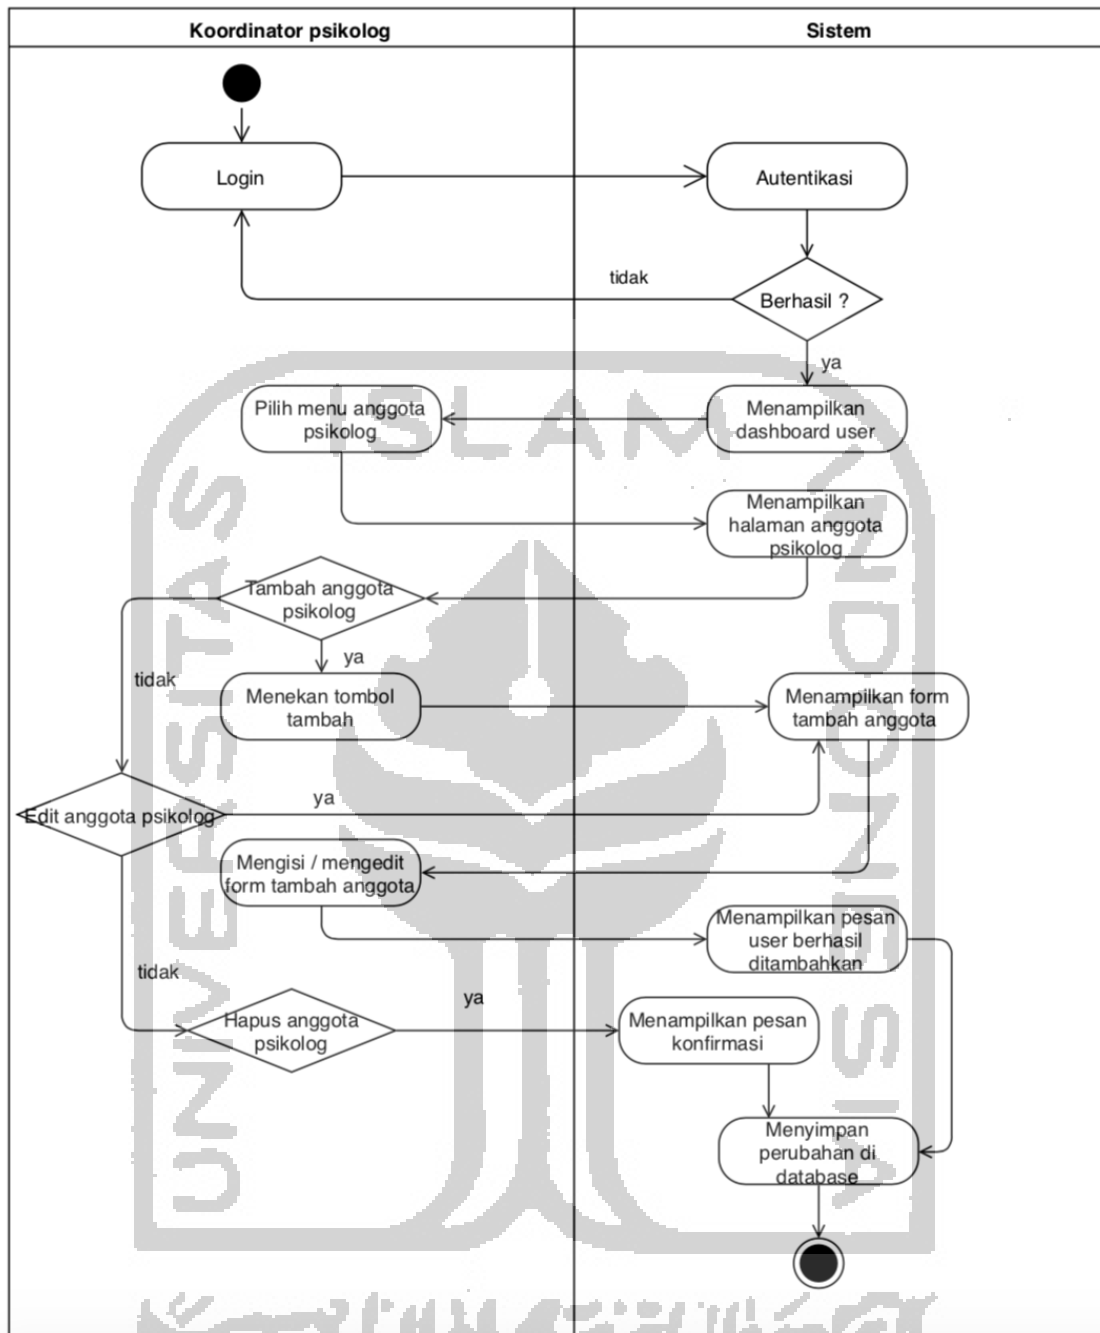 Koordinator psikolog
Sistem
Login
Autentikasi
tidak
Berhasil ?
ya
Pilih menu anggota
psikolog
Menampilkan
dashboard user
Menampilkan
halaman anggota
psikolog
Tambah anggota
psikolog
ya
tidak
Menekan tombol
tambah
Menampilkan form
tambah anggota
Edit anggota psikolog
ya
Mengisi / mengedit
form tambah anggota
Menampilkan pesan
user berhasil
ditambahkan
tidak
Hapus anggota
psikolog
ya
Menampilkan pesan
konfirmasi
Menyimpan
perubahan di
database
UNIVERSITAS
ISLAM
INDONESIA